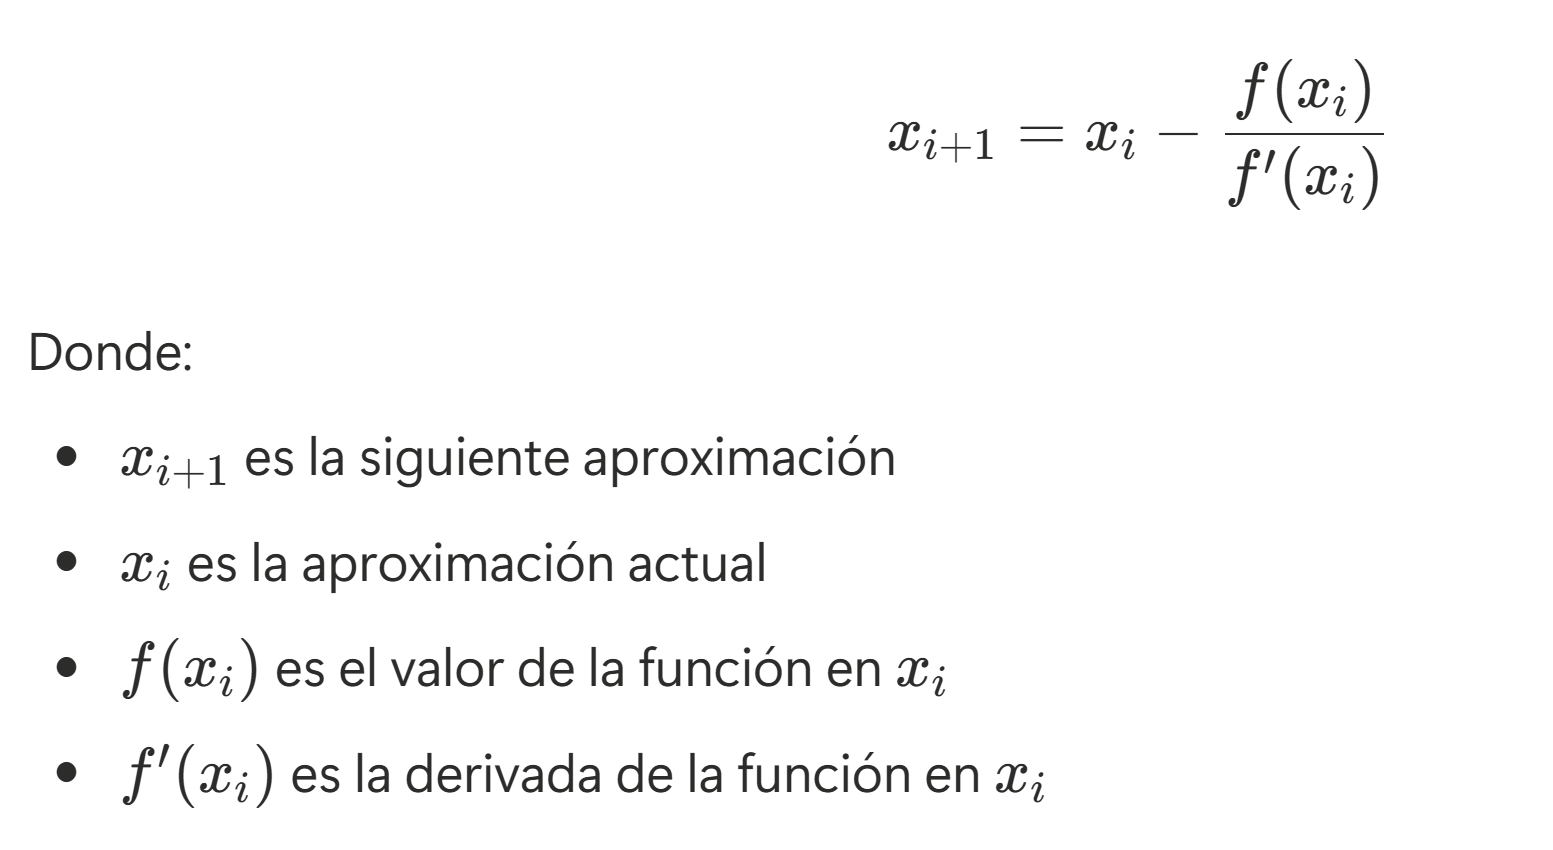 $x_{i+1} = x_i - \frac{f(x_i)}{f'(x_i)}$
Donde:
• $x_{i+1}$ es la siguiente aproximación
• $x_i$ es la aproximación actual
• $f(x_i)$ es el valor de la función en $x_i$
• $f'(x_i)$ es la derivada de la función en $x_i$